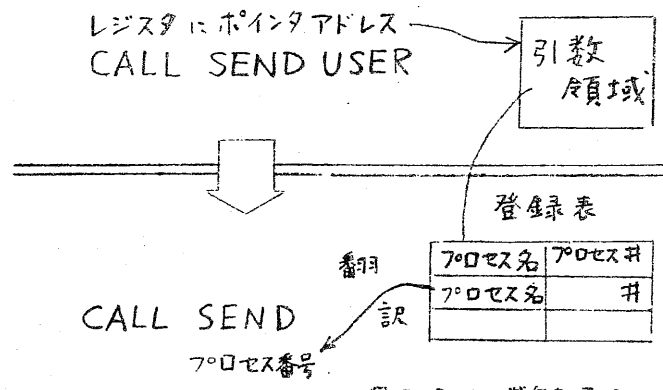 レジスタにポインタアドレス
CALL SEND USER
引数
領域
登録表
プロセス名 プロセス#
プロセス名 #
翻
訳
CALL SEND
プロセス番号